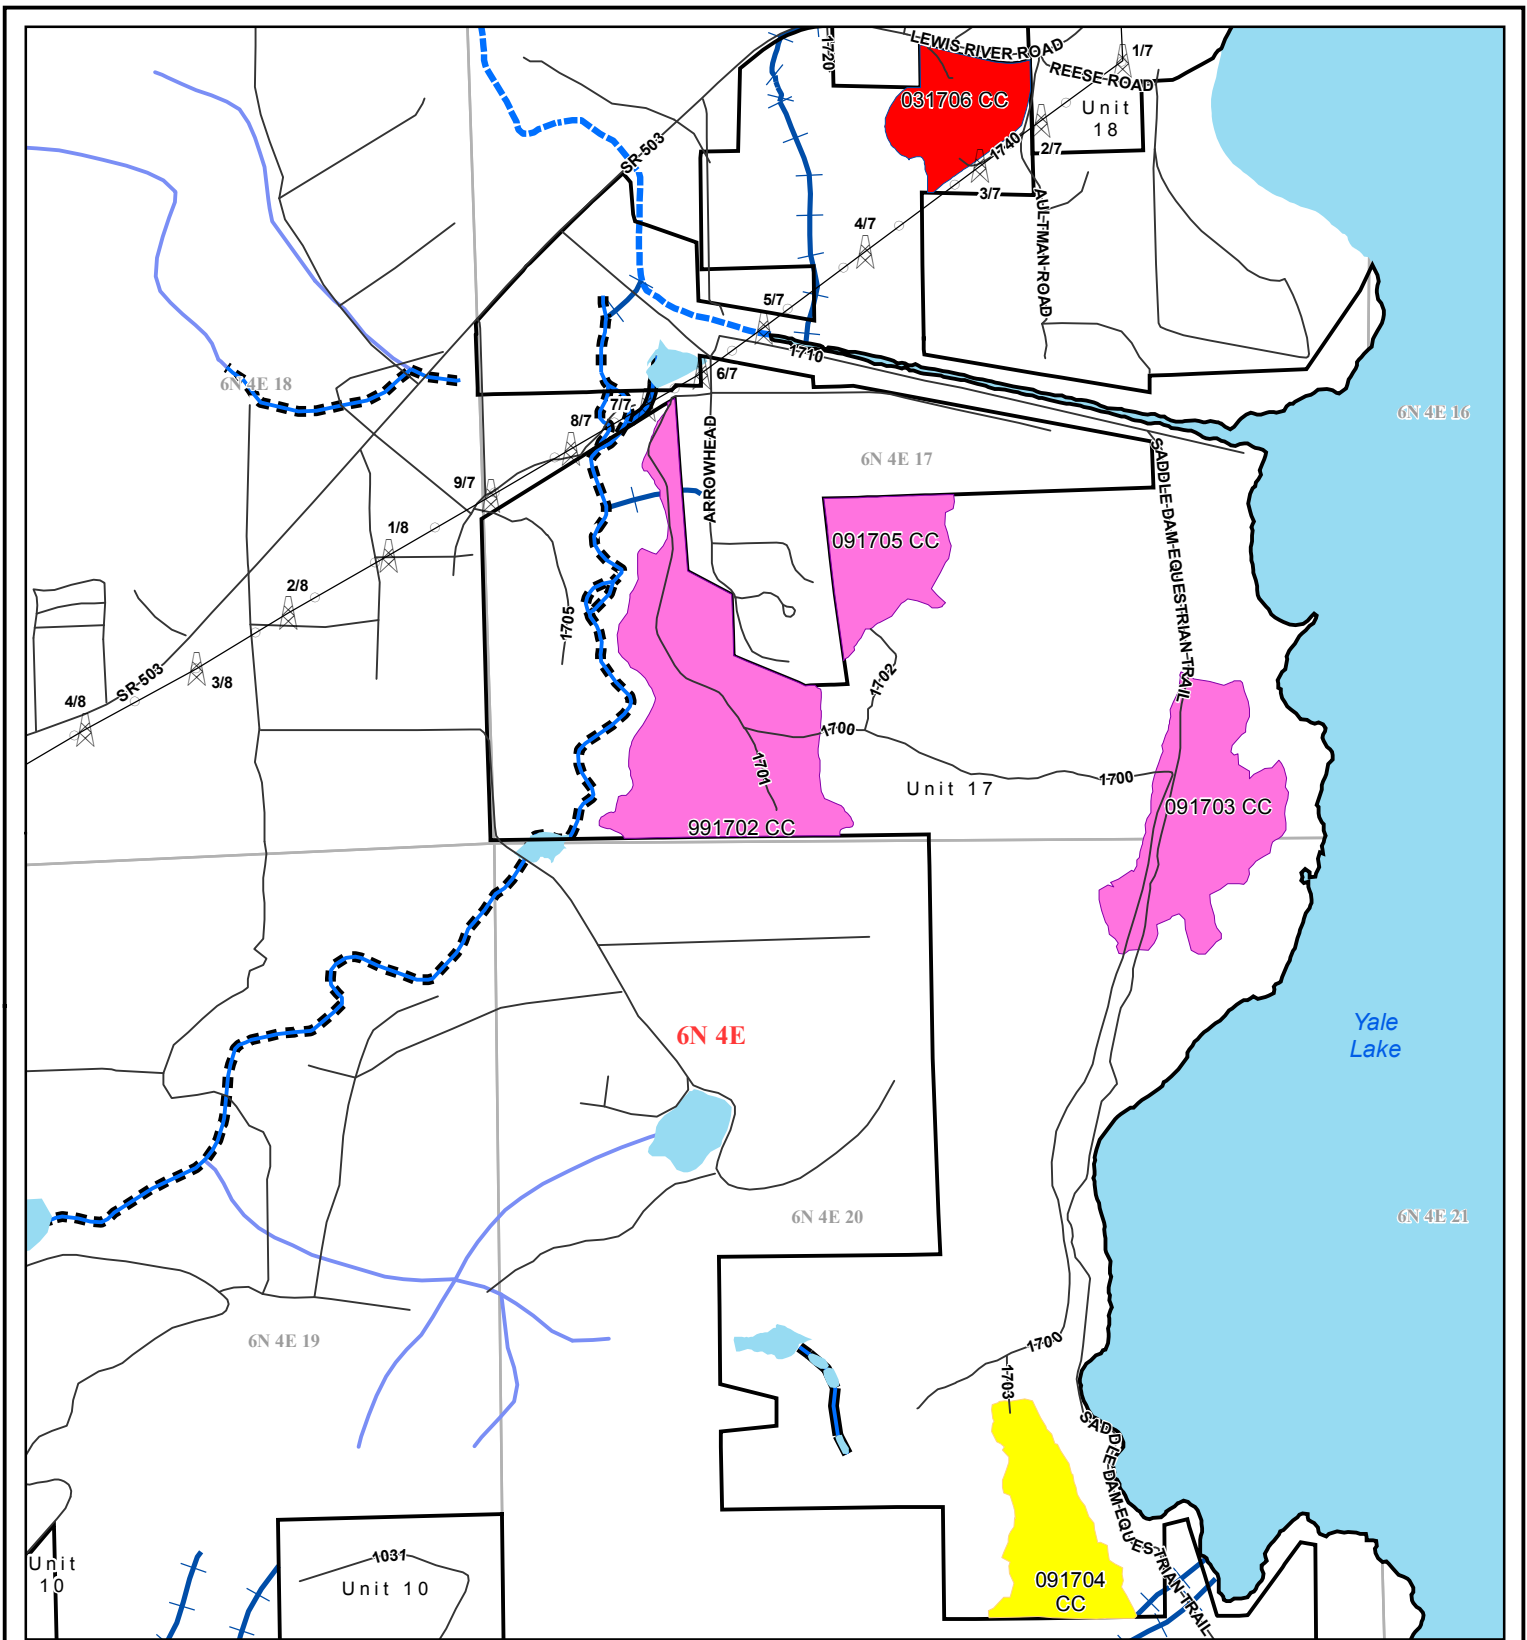 LEWIS RIVER ROAD
1720
1/7
REESE ROAD
031706 CC
Unit
18
SR-503
1740
2/7
3/7
AULTMAN ROAD
4/7
5/7
1710
6/7
6N 4E 18
7/7
8/7
6N 4E 16
ARROWHEAD
6N 4E 17
SADDLE DAM EQUESTRIAN TRAIL
9/7
1/8
091705 CC
2/8
1705
3/8
SR-503
4/8
1702
1700
1701
1700
Unit 17
091703 CC
991702 CC
6N 4E
Yale
Lake
6N 4E 20
6N 4E 21
6N 4E 19
1700
1703
SADDLE DAM EQUESTRIAN TRAIL
Unit
10
1031
Unit 10
091704
CC